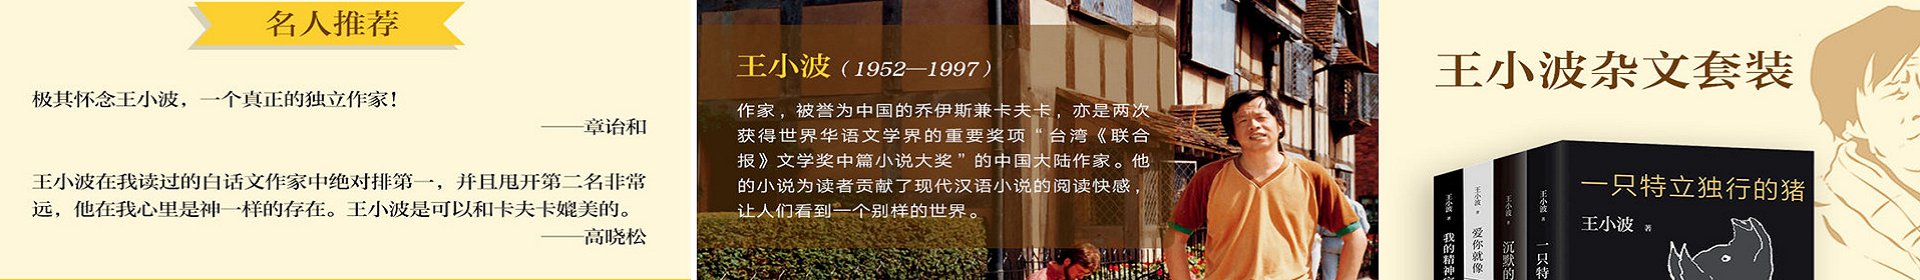 名人推荐
极其怀念王小波，一个真正的独立作家！
——章诒和
王小波在我读过的白话文作家中绝对排第一，并且甩开第二名非常
远，他在我心里是神一样的存在。王小波是可以和卡夫卡媲美的。
——高晓松
王小波（1952—1997）
作家，被誉为中国的乔伊斯兼卡夫卡，亦是两次
获得世界华语文学界的重要奖项“台湾《联合
报》文学奖中篇小说大奖”的中国大陆作家。他
的小说为读者贡献了现代汉语小说的阅读快感，
让人们看到一个别样的世界。
王小波杂文套装
王小波 著
我的精神
王小波 著
爱你就像
王小波 著
沉默的
王小波 著
一只特
一只特立独行的猪
王小波 著